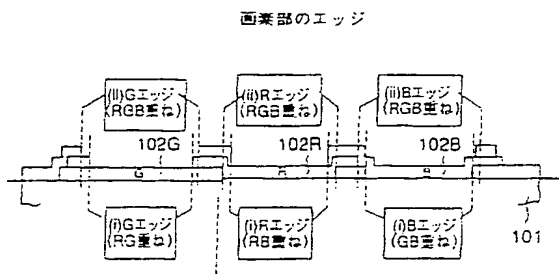 画楽部のエッジ
(ii)Gエッジ
(RGB重ね)
(ii)Rエッジ
(RGB重ね)
(ii)Bエッジ
(RGB重ね)
102G
102R
102B
G
R
B
(i)Gエッジ
(RG重ね)
(i)Rエッジ
(RB重ね)
(i)Bエッジ
(GB重ね)
101